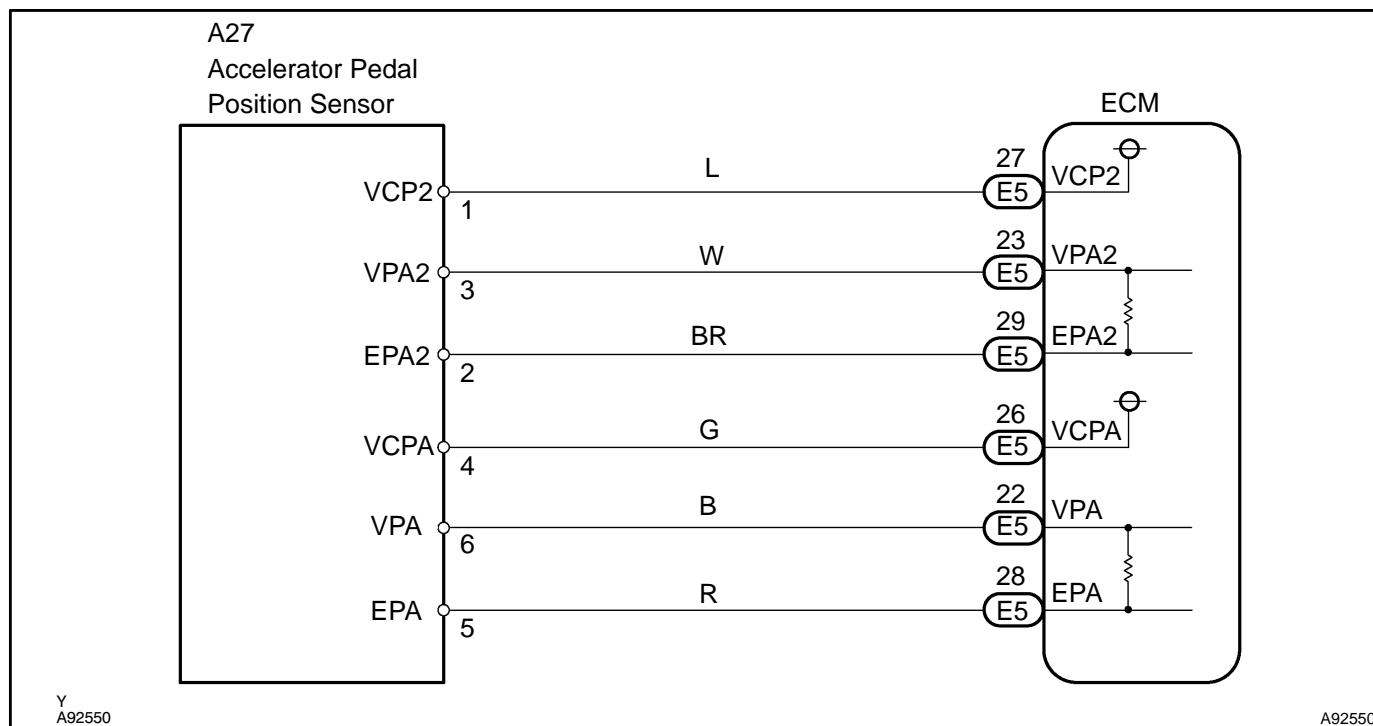 A27
Accelerator Pedal
Position Sensor
ECM
VCP2 1 L 27 E5 VCP2
VPA2 3 W 23 E5 VPA2
EPA2 2 BR 29 E5 EPA2
VCPA 4 G 26 E5 VCPA
VPA 6 B 22 E5 VPA
EPA 5 R 28 E5 EPA
Y
A92550
A92550